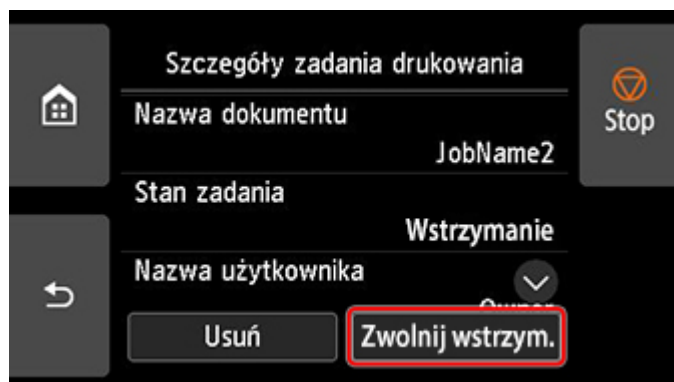 Szczegóły zadania drukowania
Stop
Nazwa dokumentu
JobName2
Stan zadania
Wstrzymanie
Nazwa użytkownika
Usuń
Zwolnij wstrzym.